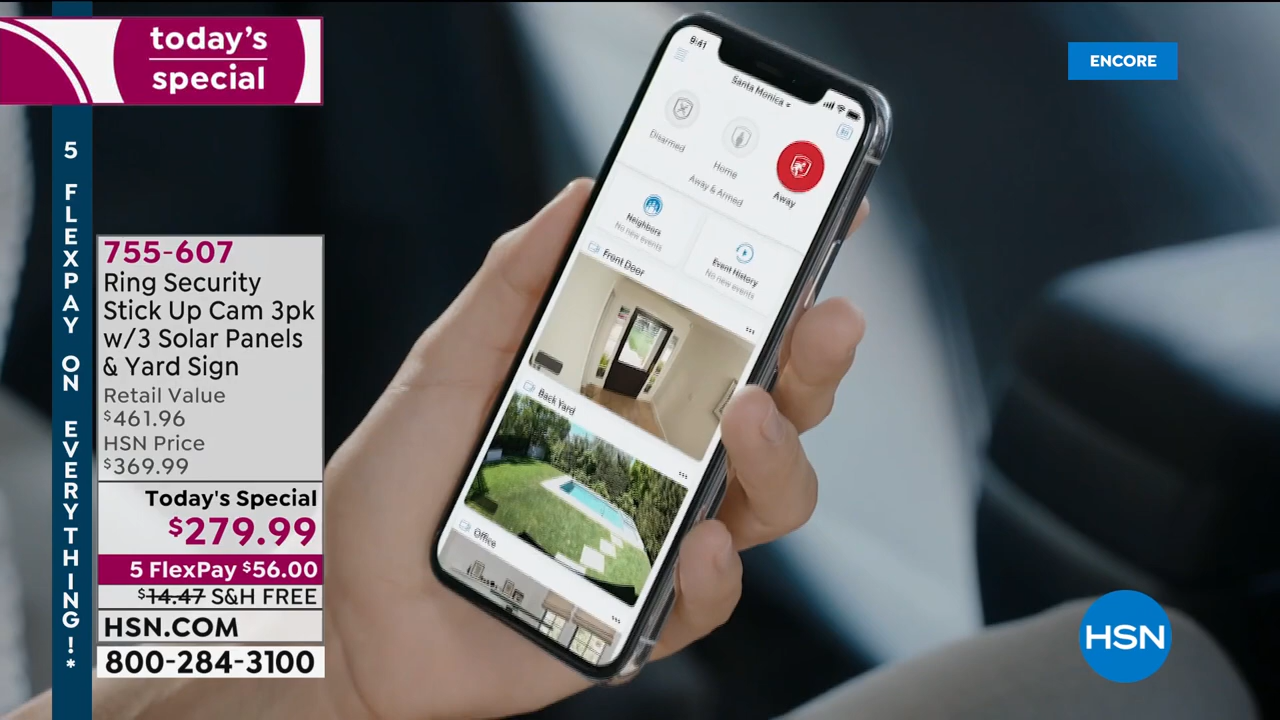 today's
special
ENCORE
5 FLEXPAY ON EVERYTHING!*
755-607
Ring Security
Stick Up Cam 3pk
w/3 Solar Panels
& Yard Sign
Retail Value
$461.96
HSN Price
$369.99
Today's Special
$279.99
5 FlexPay $56.00
$14.47 S&H FREE
HSN.COM
800-284-3100
9:41
Santa Monica
Disarmed
Home
Away
Away & Armed
Neighbors
No new events
Event History
No new events
Front Door
Back Yard
Office
HSN